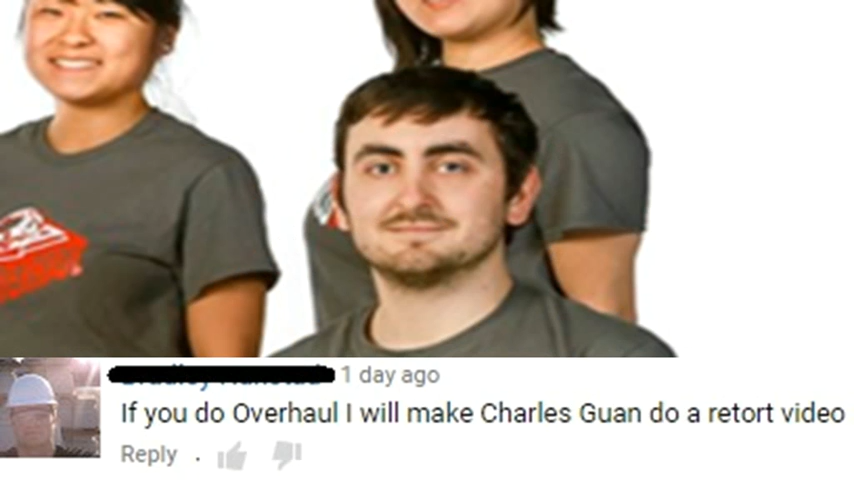 1 day ago
If you do Overhaul I will make Charles Guan do a retort video
Reply .